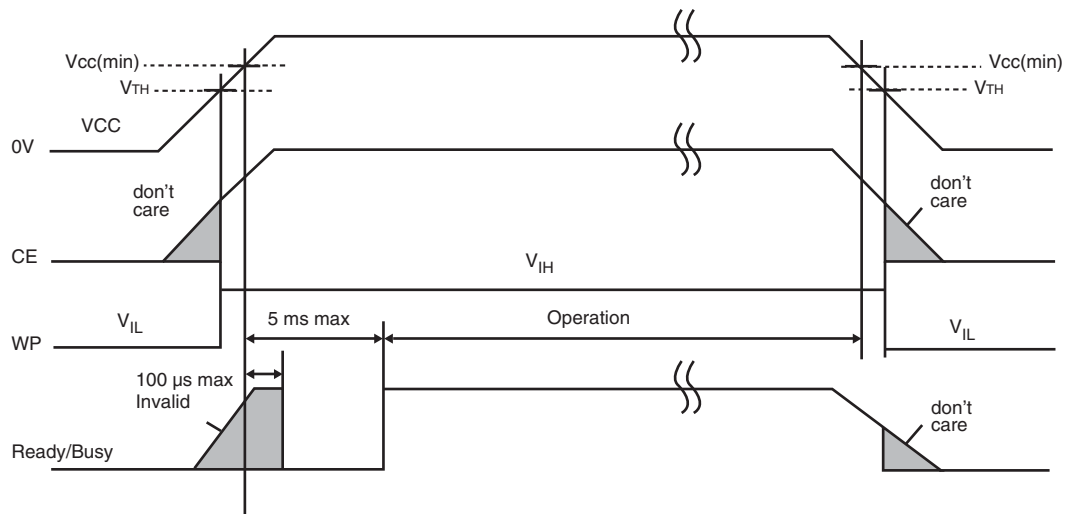 Vcc(min)
VTH
VCC
0V
Vcc(min)
VTH
don't
care
CE
don't
care
VIH
VIL
WP
5 ms max
Operation
VIL
100 µs max
Invalid
Ready/Busy
don't
care